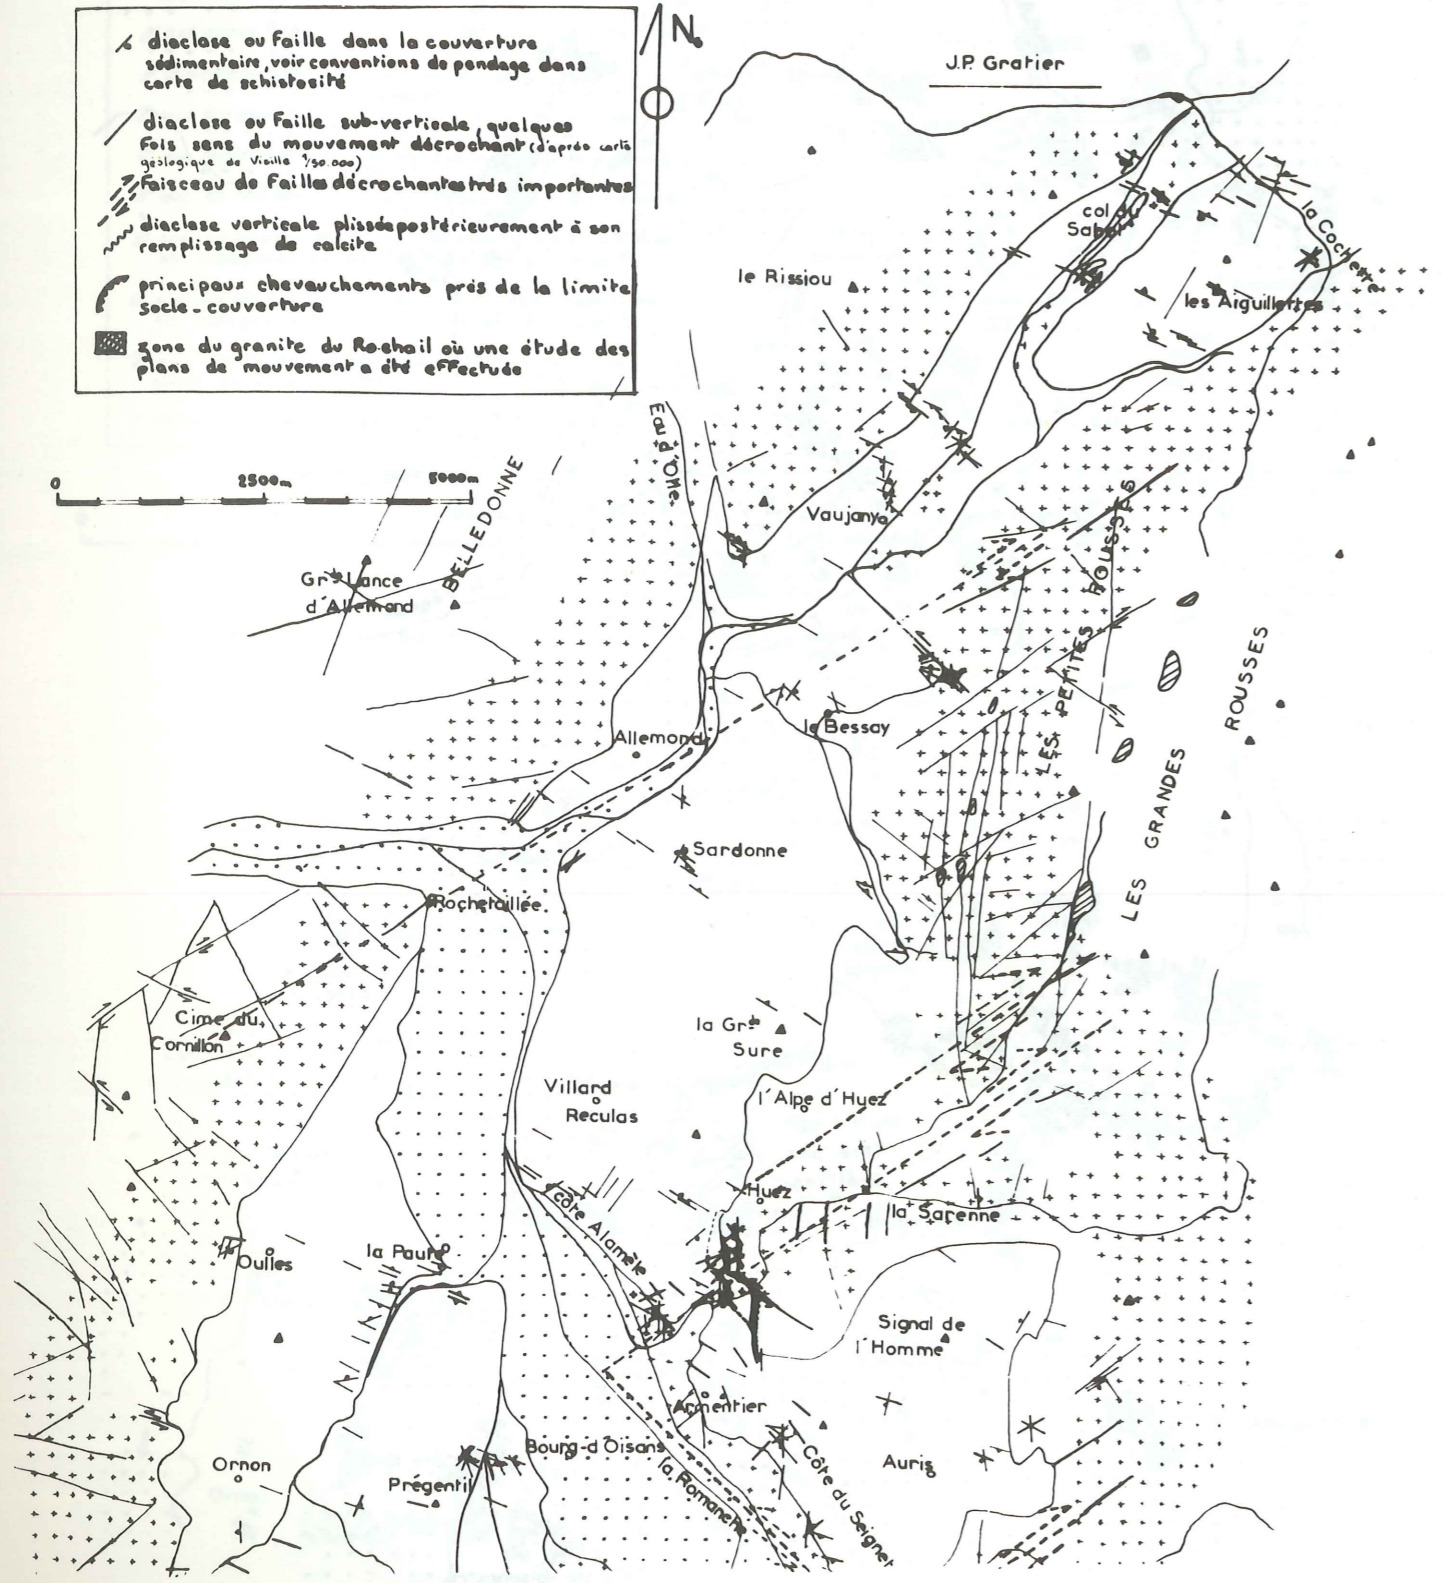 diaclase ou Faille dans la couverture
sédimentaire, voir conventions de pendage dans
carte de schistosité
diaclase ou Faille sub-verticale, quelques
Fois sens du mouvement décrochant (d'après carte
géologique de Vizille 1/50.000)
Faisceau de Failles décrochantes très importantes
diaclase verticale plissée postérieurement à son
remplissage de calcite
principaux chevauchements près de la limite
socle-couverture
zone du granite du Rochail où une étude des
plans de mouvement a été effectuée
N.
J.P. Gratier
0 2500m 5000m
la Cochette
col du
Sabot
le Rissiou
les Aiguillettes
Eau d'Olle
BELLEDONNE
Vaujany
Gr^de Lance
d'Allemond
LES PETITES ROUSSES
LES GRANDES ROUSSES
Allemond
le Bessay
Sardonne
Rochetaillée
Cime du
Cornillon
la Gr^de
Sure
Villard
Reculas
l'Alpe d'Huez
Huez
la Sarenne
côte Alamèle
Oulles
la Paute
Signal de
l'Homme
Armentier
Bourg-d'Oisans
la Romanche
Côte du Seignet
Auris
Ornon
Prégentil